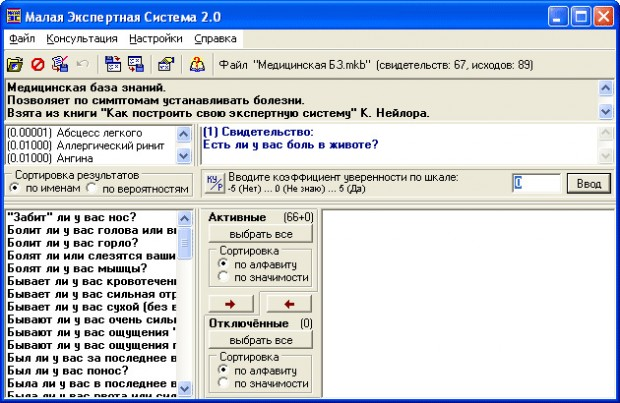 Малая Экспертная Система 2.0
Файл Консультация Настройки Справка
Файл "Медицинская БЗ.mkb" (свидетельств: 67, исходов: 89)
Медицинская база знаний.
Позволяет по симптомам устанавливать болезни.
Взята из книги "Как построить свою экспертную систему" К. Нейлора.
(0.00001) Абсцесс легкого
(0.01000) Аллергический ринит
(0.01000) Ангина
(1) Свидетельство:
Есть ли у вас боль в животе?
Сортировка результатов
по именам по вероятностям
КУ/Р
Вводите коэффициент уверенности по шкале:
-5 (Нет) ... 0 (Не знаю) ... 5 (Да)
0
Ввод
"Забит" ли у вас нос?
Болит ли у вас голова или вы
Болит ли у вас горло?
Болят ли или слезятся ваши
Болят ли у вас мышцы?
Бывает ли у вас кровотечен
Бывает ли у вас сильная отр
Бывает ли у вас сухой (без в
Бывают ли у вас очень силь
Бывают ли у вас ощущения "
Бывают ли у вас ощущения
Был ли у вас за последнее в
Был ли у вас понос?
Была ли у вас в последнее в
Была ли у вас рвота или сил
Активные (66+0)
выбрать все
Сортировка
по алфавиту
по значимости
Отключённые (0)
выбрать все
Сортировка
по алфавиту
по значимости